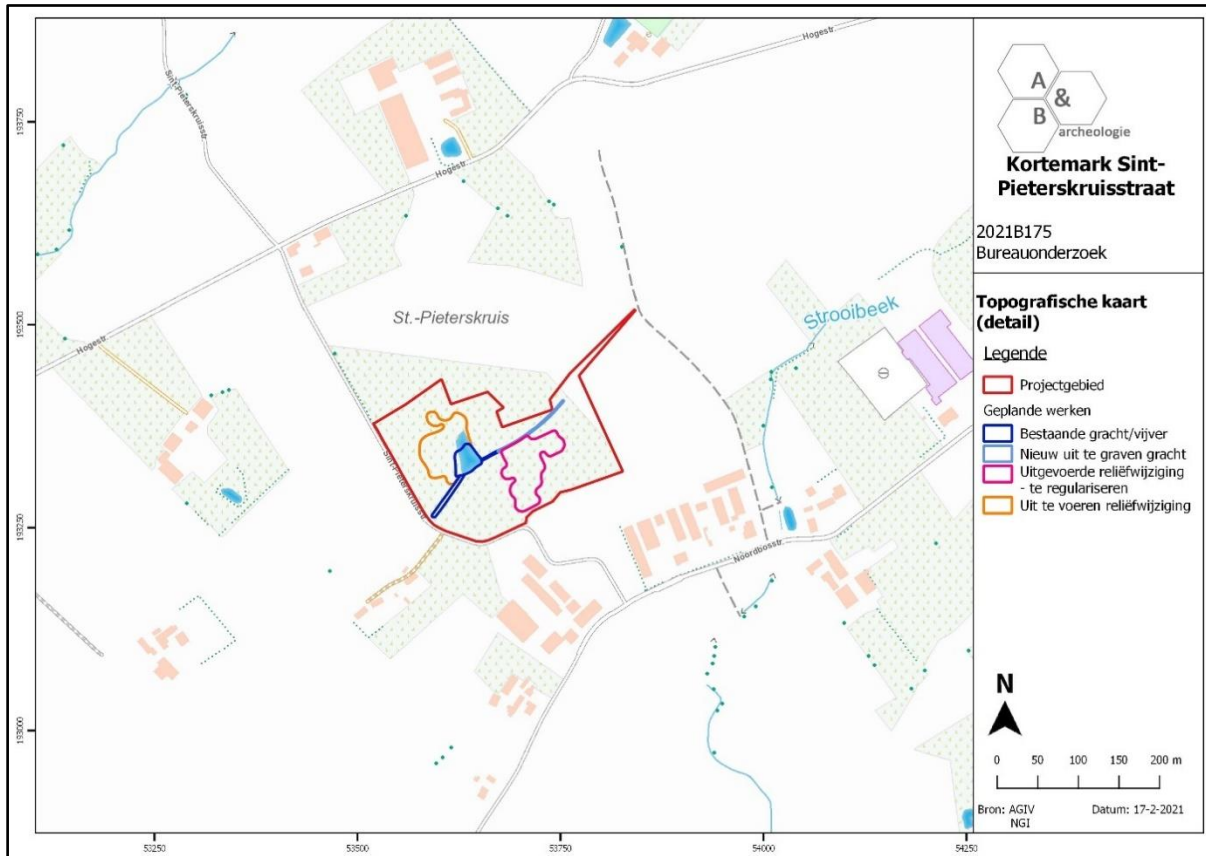 Hogestr
Sint-Pieterskruisstr
Hogestr
Hogestr
St.-Pieterskruis
Strooibeek
Sint-Pieterskruisstr
Noordbosstr
193750
193500
193250
193000
53250
53500
53750
54000
54250
A
&
B
archeologie
Kortemark Sint-
Pieterskruisstraat
2021B175
Bureauonderzoek
Topografische kaart
(detail)
Legende
Projectgebied
Geplande werken
Bestaande gracht/vijver
Nieuw uit te graven gracht
Uitgevoerde reliëfwijziging
- te regulariseren
Uit te voeren reliëfwijziging
N
0 50 100 150 200 m
Bron: AGIV Datum: 17-2-2021
NGI